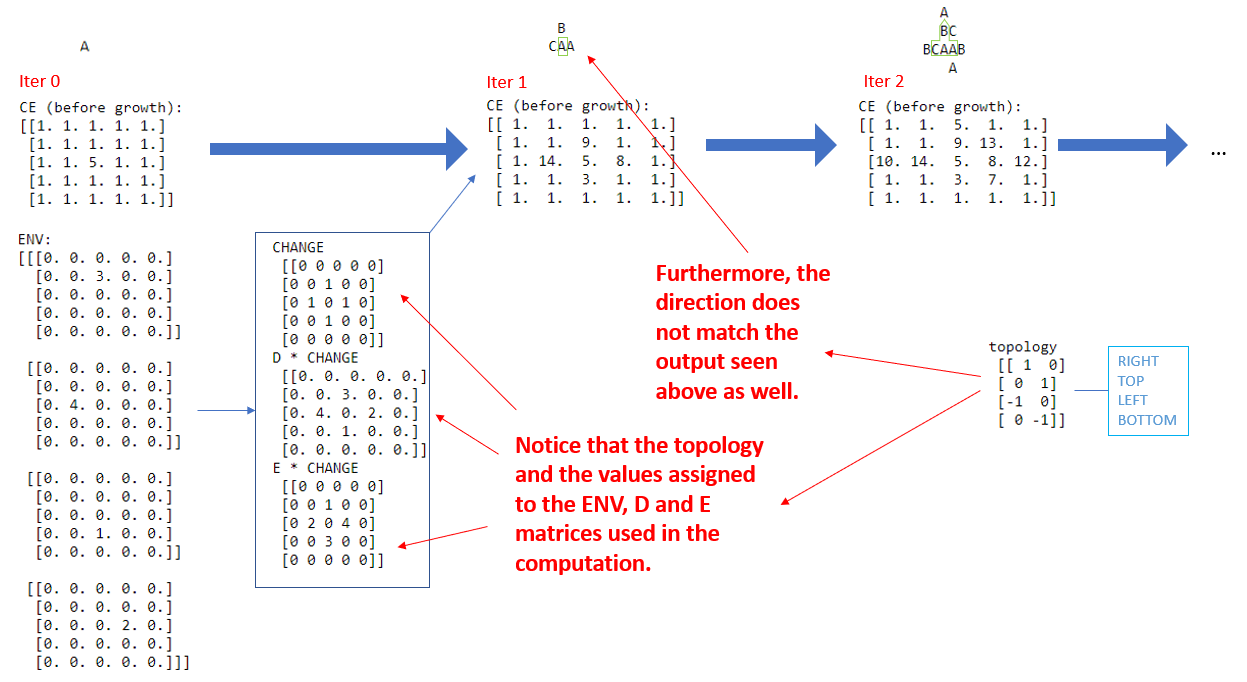 A
Iter 0
CE (before growth):
[[1. 1. 1. 1. 1.]
[1. 1. 1. 1. 1.]
[1. 1. 5. 1. 1.]
[1. 1. 1. 1. 1.]
[1. 1. 1. 1. 1.]]
ENV:
[[[0. 0. 0. 0. 0.]
[0. 0. 3. 0. 0.]
[0. 0. 0. 0. 0.]
[0. 0. 0. 0. 0.]
[0. 0. 0. 0. 0.]]
[[0. 0. 0. 0. 0.]
[0. 0. 0. 0. 0.]
[0. 4. 0. 0. 0.]
[0. 0. 0. 0. 0.]
[0. 0. 0. 0. 0.]]
[[0. 0. 0. 0. 0.]
[0. 0. 0. 0. 0.]
[0. 0. 0. 0. 0.]
[0. 0. 1. 0. 0.]
[0. 0. 0. 0. 0.]]
[[0. 0. 0. 0. 0.]
[0. 0. 0. 0. 0.]
[0. 0. 0. 2. 0.]
[0. 0. 0. 0. 0.]
[0. 0. 0. 0. 0.]]]
CHANGE
[[0 0 0 0 0]
[0 0 1 0 0]
[0 1 0 1 0]
[0 0 1 0 0]
[0 0 0 0 0]]
D * CHANGE
[[0. 0. 0. 0. 0.]
[0. 0. 3. 0. 0.]
[0. 4. 0. 2. 0.]
[0. 0. 1. 0. 0.]
[0. 0. 0. 0. 0.]]
E * CHANGE
[[0 0 0 0 0]
[0 0 1 0 0]
[0 2 0 4 0]
[0 0 3 0 0]
[0 0 0 0 0]]
B
CAA
Iter 1
CE (before growth):
[[ 1. 1. 1. 1. 1.]
[ 1. 1. 9. 1. 1.]
[ 1. 14. 5. 8. 1.]
[ 1. 1. 3. 1. 1.]
[ 1. 1. 1. 1. 1.]]
A
BC
BCAAB
A
Iter 2
CE (before growth):
[[ 1. 1. 5. 1. 1.]
[ 1. 1. 9. 13. 1.]
[10. 14. 5. 8. 12.]
[ 1. 1. 3. 7. 1.]
[ 1. 1. 1. 1. 1.]]
...
Furthermore, the
direction does
not match the
output seen
above as well.
Notice that the topology
and the values assigned
to the ENV, D and E
matrices used in the
computation.
topology
[[ 1 0]
[ 0 1]
[-1 0]
[ 0 -1]]
RIGHT
TOP
LEFT
BOTTOM